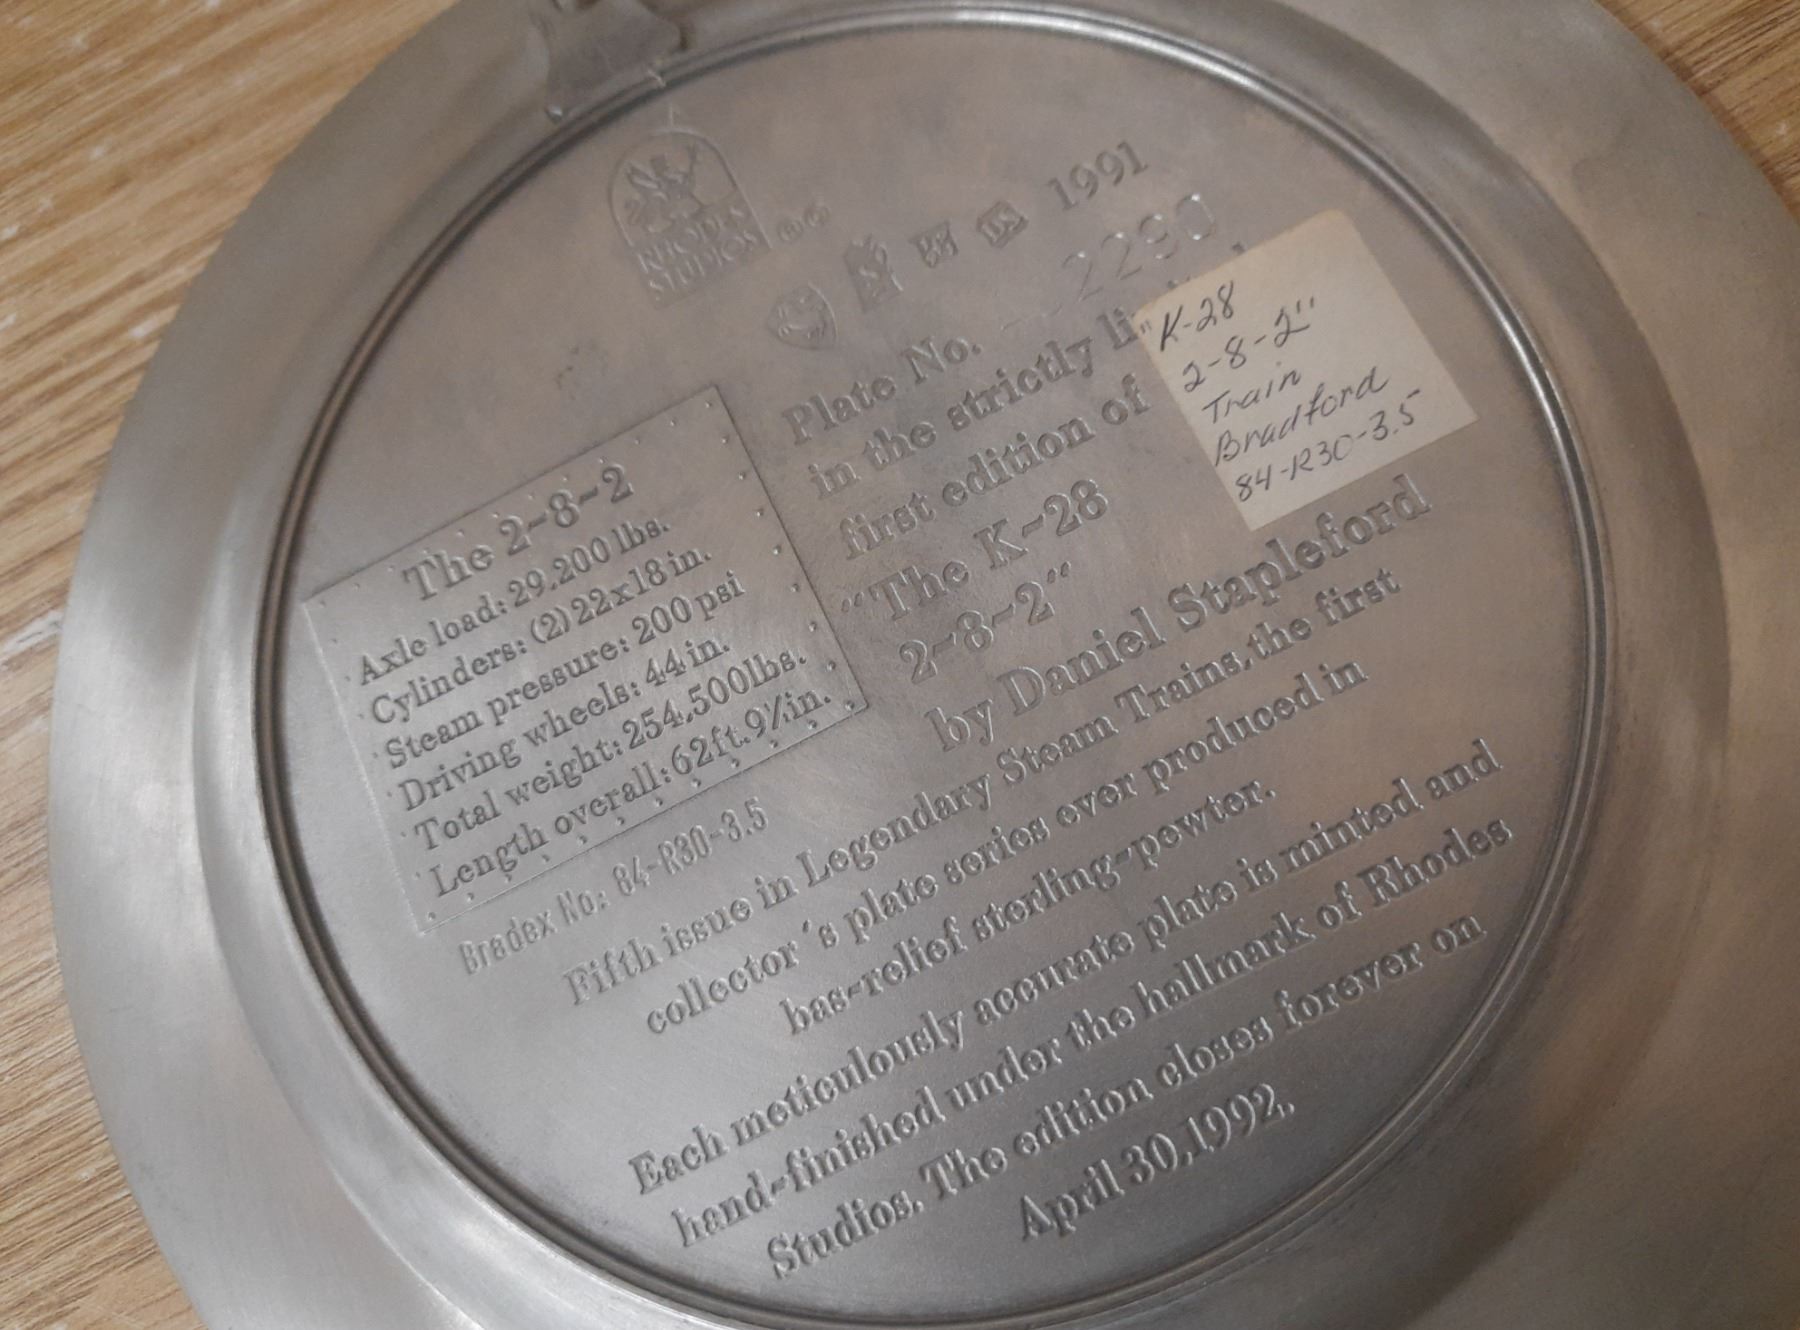 RHODES
STUDIOS
1991
Plate No. 2290
in the strictly
first edition of
"The K-28
2-8-2"
by Daniel Stapleford
"K-28
2-8-2"
Train
Bradford
84-R30-3.5
The 2-8-2
Axle load: 29,200 lbs.
Cylinders: (2) 22x18 in.
Steam pressure: 200 psi
Driving wheels: 44 in.
Total weight: 254,500 lbs.
Length overall: 62 ft.
Bradex No: 84-R30-3.5
Fifth issue in Legendary Steam Trains, the first
collector's plate series ever produced in
bas-relief sterling-pewter.
Each meticulously accurate plate is minted and
hand-finished under the hallmark of Rhodes
Studios. The edition closes forever on
April 30, 1992.